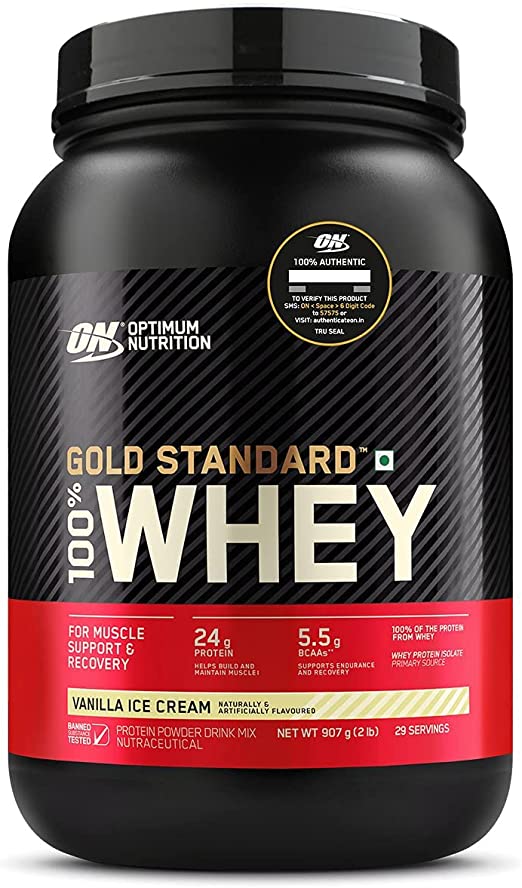 ON
100% AUTHENTIC
TO VERIFY THIS PRODUCT
SMS: ON < Space > 6 Digit Code
to 57575 or
VISIT: authenticateon.in
TRU SEAL
ON® OPTIMUM
NUTRITION
GOLD STANDARD™
100% WHEY
FOR MUSCLE
SUPPORT &
RECOVERY
24g
PROTEIN
HELPS BUILD AND
MAINTAIN MUSCLE‡
5.5g
BCAAs**
SUPPORTS ENDURANCE
AND RECOVERY
100% OF THE PROTEIN
FROM WHEY
WHEY PROTEIN ISOLATE
PRIMARY SOURCE
VANILLA ICE CREAM NATURALLY &
ARTIFICIALLY FLAVOURED
BANNED
SUBSTANCE
TESTED
PROTEIN POWDER DRINK MIX
NUTRACEUTICAL
NET WT 907 g (2 lb) 29 SERVINGS